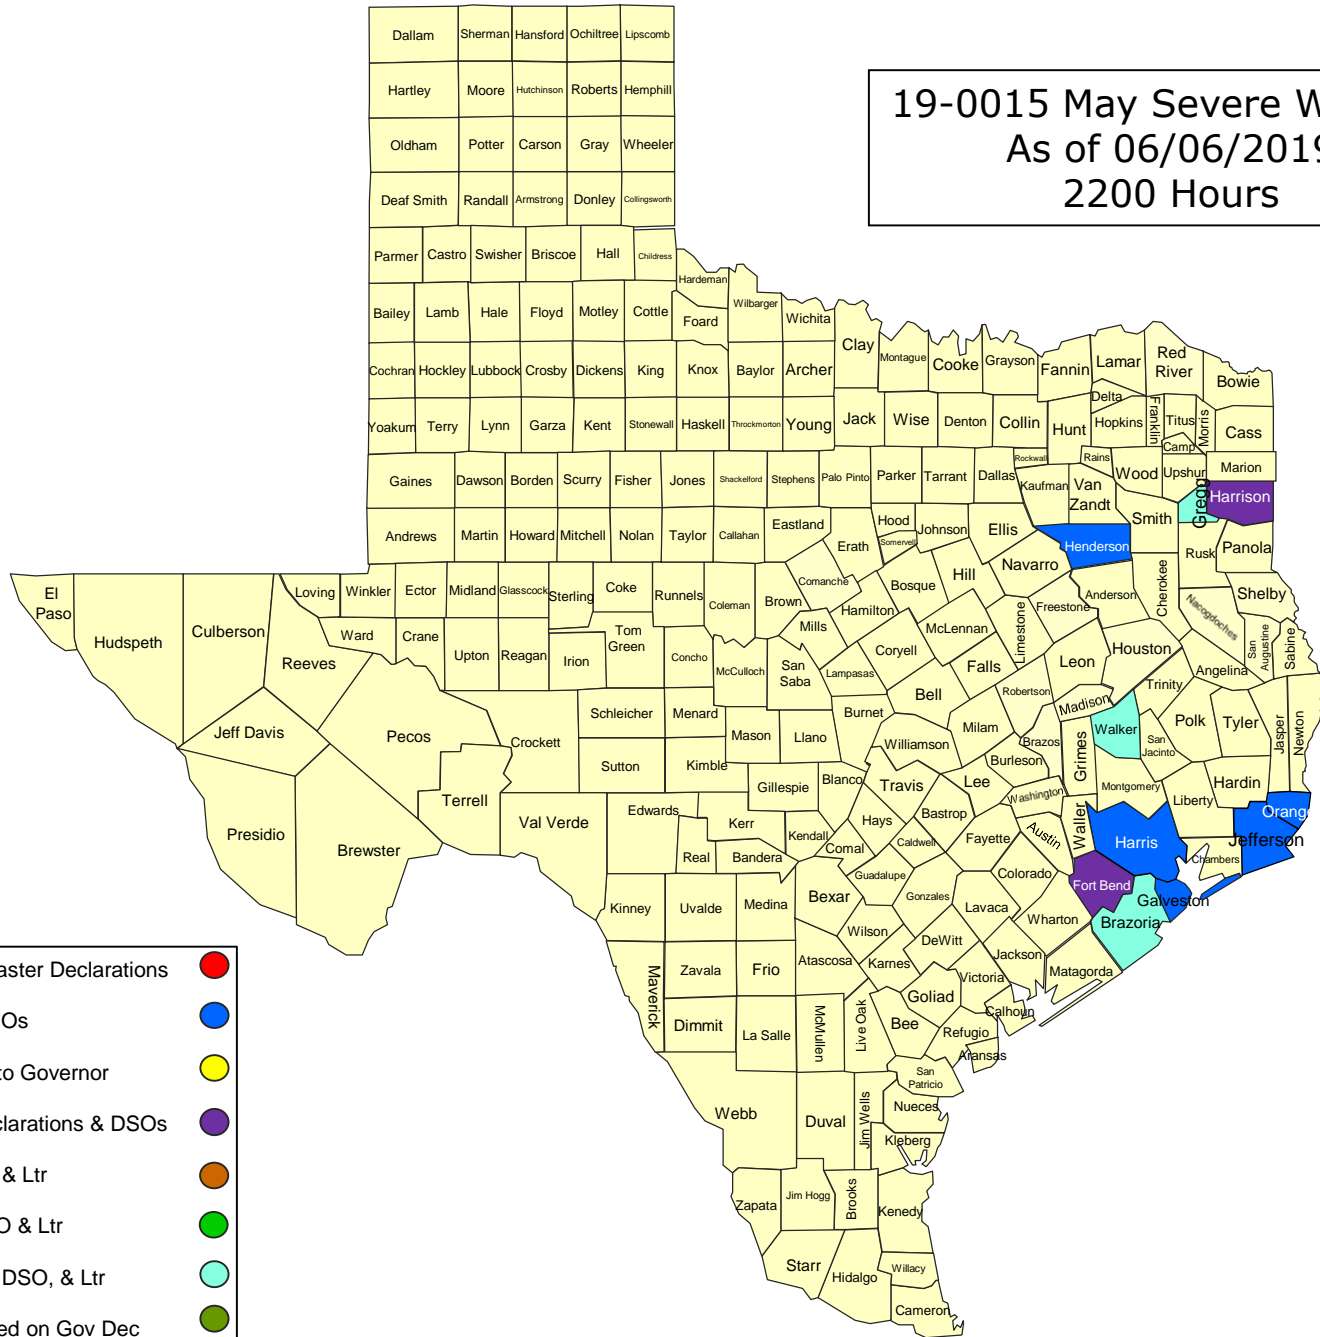 Dallam Sherman Hansford Ochiltree Lipscomb
Hartley Moore Hutchinson Roberts Hemphill
19-0015 May Severe W
As of 06/06/2019
2200 Hours
Oldham Potter Carson Gray Wheeler
Deaf Smith Randall Armstrong Donley Collingsworth
Parmer Castro Swisher Briscoe Hall Childress
Hardeman
Wilbarger
Bailey Lamb Hale Floyd Motley Cottle
Foard
Wichita
Clay
Montague
Cooke
Grayson
Fannin
Lamar
Red
River
Bowie
Cochran Hockley Lubbock Crosby Dickens King Knox Baylor Archer
Delta
Yoakum Terry Lynn Garza Kent Stonewall Haskell Throckmorton Young
Jack Wise Denton Collin Hunt Hopkins Franklin Titus Morris Cass
Camp
Rockwall Rains Wood Upshur Marion
Gaines Dawson Borden Scurry Fisher Jones Shackelford Stephens Palo Pinto Parker Tarrant Dallas
Kaufman Van
Zandt
Gregg Harrison
Smith
Andrews Martin Howard Mitchell Nolan Taylor Callahan Eastland
Erath Hood Somervell Johnson Ellis
Henderson
Rusk Panola
Navarro
El
Paso
Hudspeth
Culberson
Loving Winkler Ector Midland Glasscock Sterling Coke Runnels Coleman Brown
Comanche
Hamilton
Bosque
Hill
Freestone
Limestone
Anderson
Cherokee
Nacogdoches
Shelby
San
Augustine
Sabine
Reeves
Ward Crane Upton Reagan Irion Tom
Green
Concho
McCulloch
San
Saba
Mills
Lampasas
Coryell
McLennan
Falls
Leon
Houston
Angelina
Trinity
Jeff Davis
Pecos
Crockett
Schleicher Menard
Mason
Llano
Burnet
Bell
Robertson
Madison
Walker
San
Jacinto
Polk
Tyler
Jasper
Newton
Milam
Williamson
Brazos
Burleson
Grimes
Terrell
Sutton Kimble
Gillespie
Blanco
Travis
Lee
Washington
Montgomery
Liberty
Hardin
Orange
Presidio
Brewster
Val Verde
Edwards
Kerr
Real
Bandera
Kendall
Hays
Comal
Bastrop
Caldwell
Fayette
Austin
Waller
Harris
Chambers
Jefferson
Kinney Uvalde Medina Bexar
Guadalupe
Gonzales
Lavaca
Colorado
Wharton
Fort Bend
Brazoria
Galveston
Wilson
Karnes
DeWitt
Jackson
Matagorda
Maverick
Zavala
Frio
Atascosa
Goliad
Victoria
Calhoun
Dimmit
La Salle
McMullen
Live Oak
Bee
Refugio
Aransas
San
Patricio
Webb
Duval
Jim Wells
Nueces
Kleberg
Zapata
Jim Hogg
Brooks
Kenedy
Starr
Hidalgo
Willacy
Cameron
aster Declarations
Os
to Governor
clarations & DSOs
& Ltr
O & Ltr
DSO, & Ltr
ed on Gov Dec